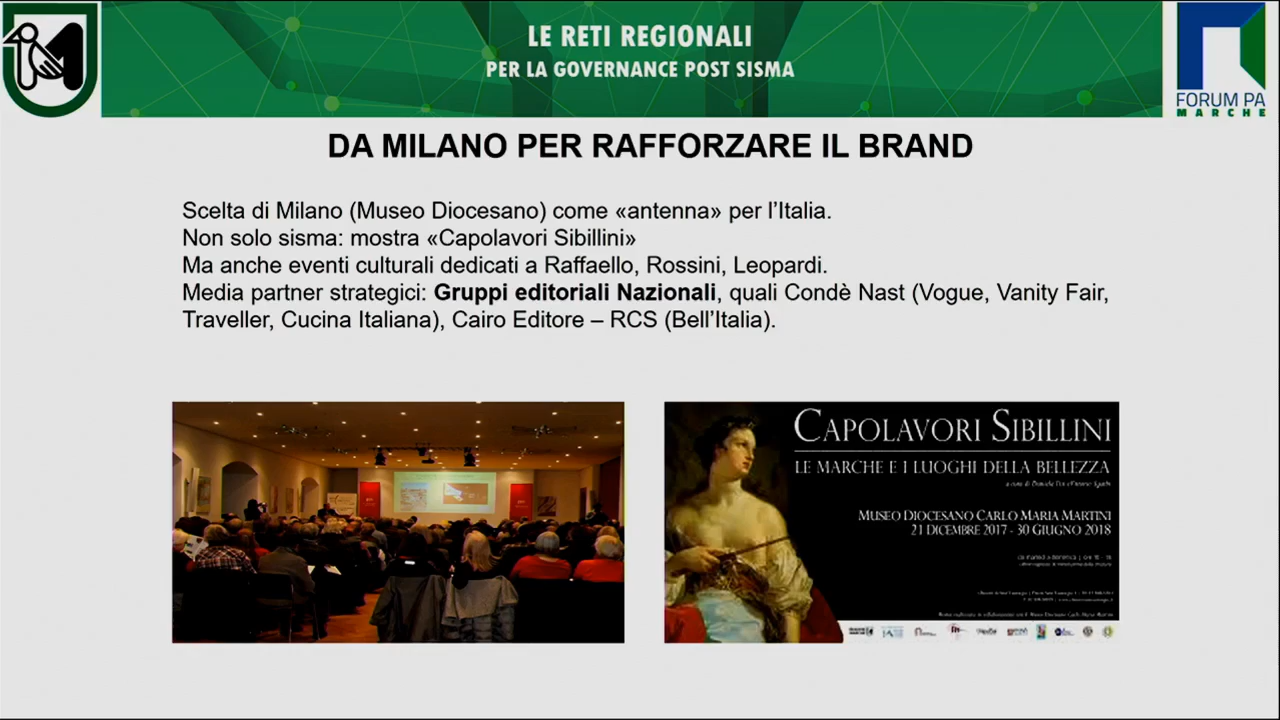 LE RETI REGIONALI
PER LA GOVERNANCE POST SISMA
FORUM PA
MARCHE
DA MILANO PER RAFFORZARE IL BRAND
Scelta di Milano (Museo Diocesano) come «antenna» per l’Italia.
Non solo sisma: mostra «Capolavori Sibillini»
Ma anche eventi culturali dedicati a Raffaello, Rossini, Leopardi.
Media partner strategici: Gruppi editoriali Nazionali, quali Condè Nast (Vogue, Vanity Fair,
Traveller, Cucina Italiana), Cairo Editore – RCS (Bell’Italia).
CAPOLAVORI SIBILLINI
LE MARCHE E I LUOGHI DELLA BELLEZZA
a cura di
MUSEO DIOCESANO CARLO MARIA MARTINI
21 DICEMBRE 2017 - 30 GIUGNO 2018